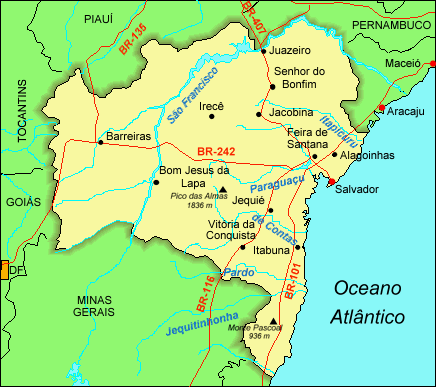 PIAUÍ
BR-135
BR-407
PERNAMBUCO
Juazeiro
Maceió
São Francisco
Senhor do
Bonfim
TOCANTINS
Irecê
Jacobina
Itapicuru
Aracaju
Barreiras
Feira de
Santana
BR-242
Alagoinhas
Bom Jesus da
Lapa
Paraguaçu
Salvador
Pico das Almas
1836 m
GOIÁS
Jequié
de Contas
Vitória da
Conquista
Itabuna
DF
Pardo
BR-116
BR-101
Oceano
Atlântico
MINAS
GERAIS
Jequitinhonha
Monte Pascoal
936 m